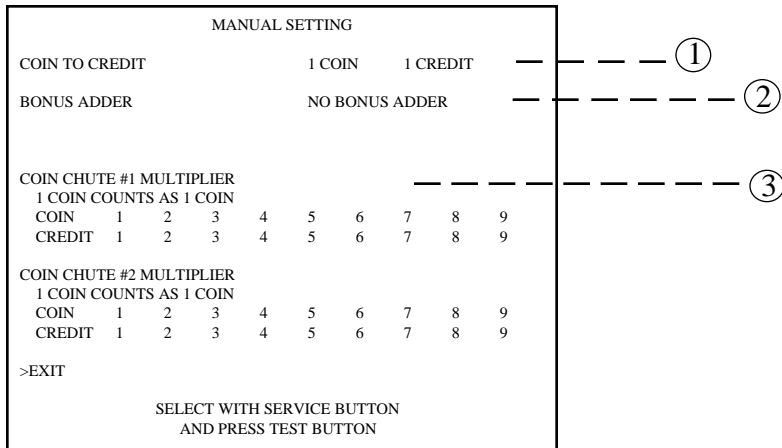 MANUAL SETTING
COIN TO CREDIT 1 COIN 1 CREDIT ①
BONUS ADDER NO BONUS ADDER ②
COIN CHUTE #1 MULTIPLIER ③
1 COIN COUNTS AS 1 COIN
COIN 1 2 3 4 5 6 7 8 9
CREDIT 1 2 3 4 5 6 7 8 9
COIN CHUTE #2 MULTIPLIER
1 COIN COUNTS AS 1 COIN
COIN 1 2 3 4 5 6 7 8 9
CREDIT 1 2 3 4 5 6 7 8 9
>EXIT
SELECT WITH SERVICE BUTTON
AND PRESS TEST BUTTON